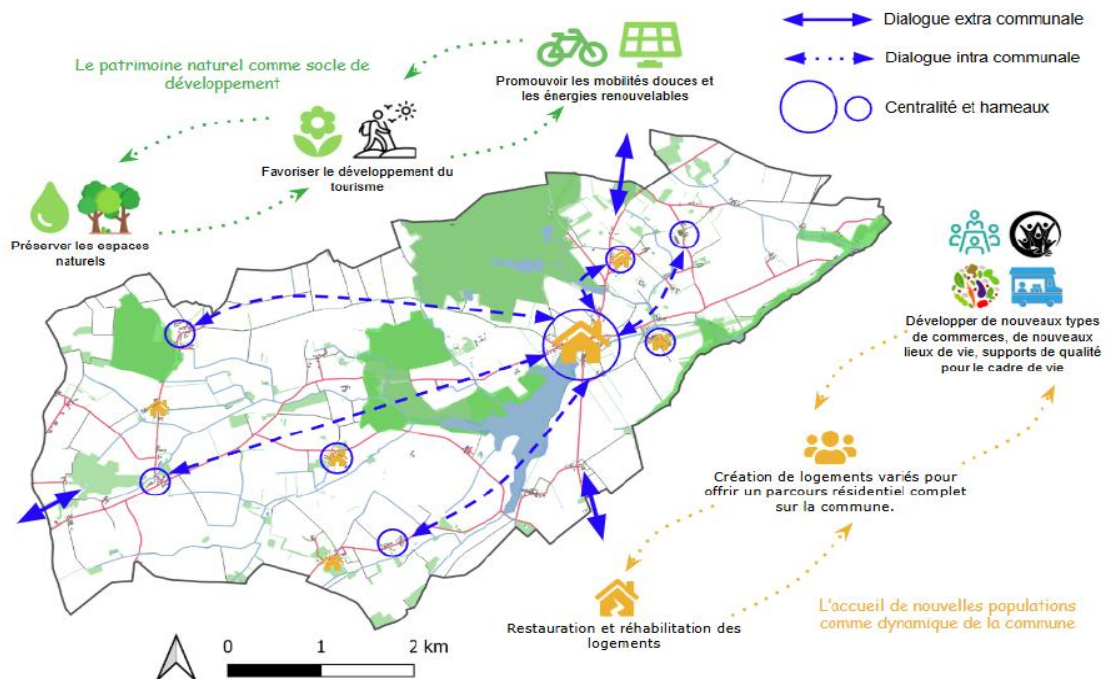 Dialogue extra communale
Dialogue intra communale
Centralité et hameaux
Le patrimoine naturel comme socle de
développement
Promouvoir les mobilités douces et
les énergies renouvelables
Favoriser le développement du
tourisme
Préserver les espaces
naturels
Développer de nouveaux types
de commerces, de nouveaux
lieux de vie, supports de qualité
pour le cadre de vie
Création de logements variés pour
offrir un parcours résidentiel complet
sur la commune.
L'accueil de nouvelles populations
comme dynamique de la commune
Restauration et réhabilitation des
logements
0 1 2 km